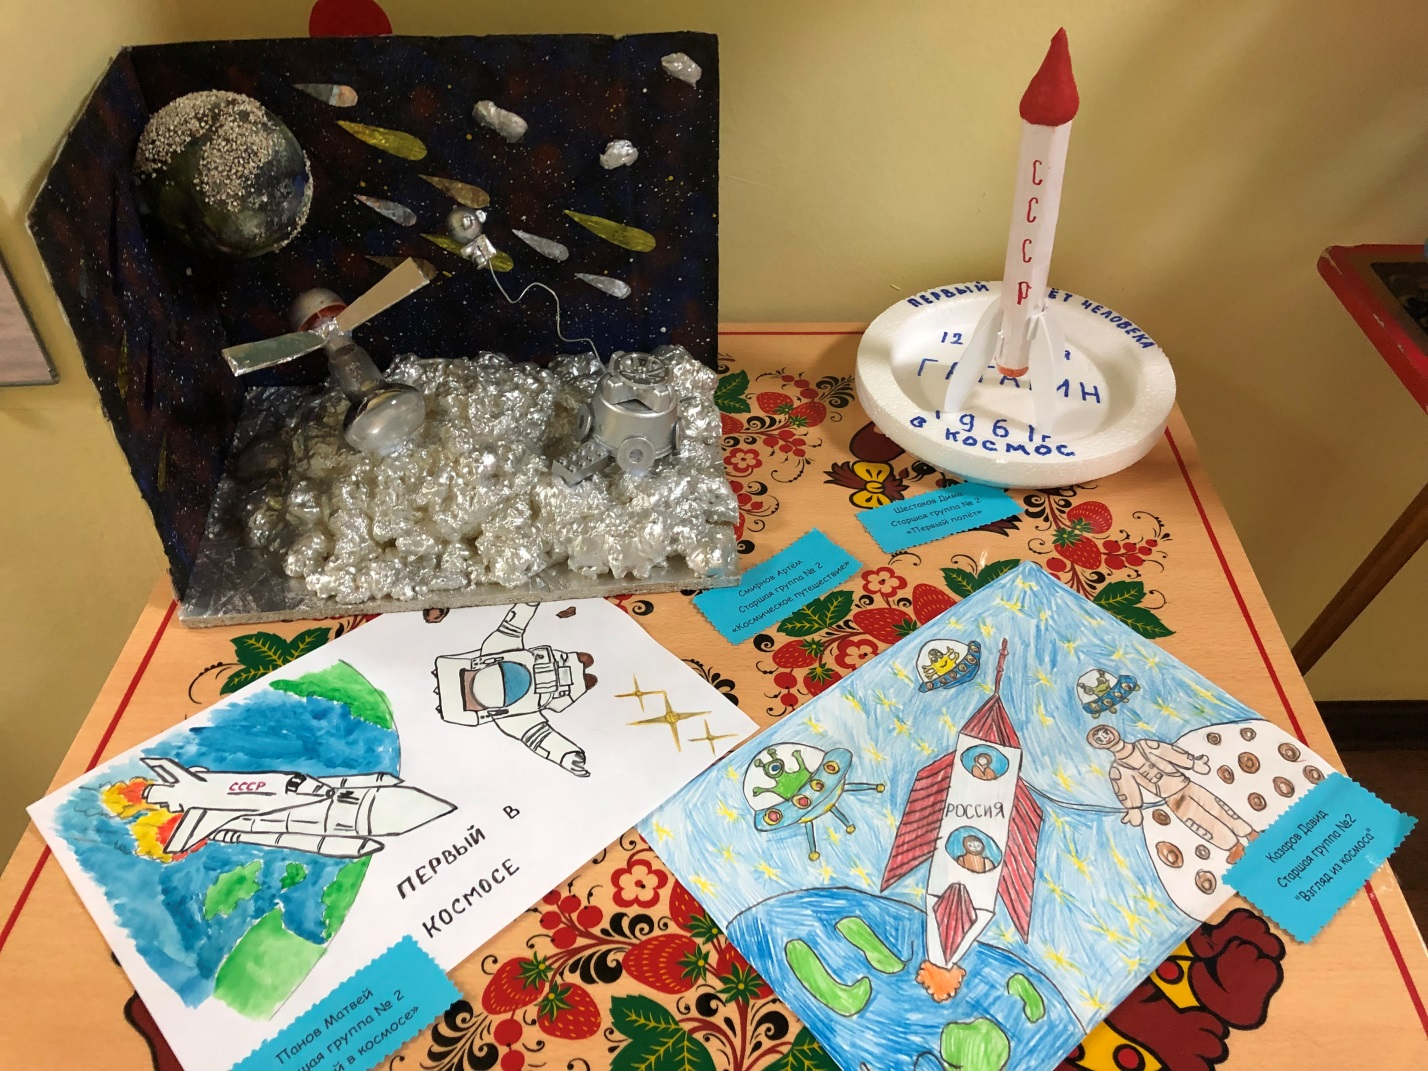 С
С
С
Р
ПЕРВЫЙ ЧЕЛОВЕКА
12
ГАГАРИН
1961г
в космос
Шестаков Дима
Старшая группа № 2
«Первый полёт»
Смирнов Артём
Старшая группа № 2
«Космическое путешествие»
СССР
ПЕРВЫЙ В
КОСМОСЕ
Панов Матвей
группа № 2
в космосе»
РОССИЯ
Казаров Давид
Старшая группа №2
"Взгляд из космоса"